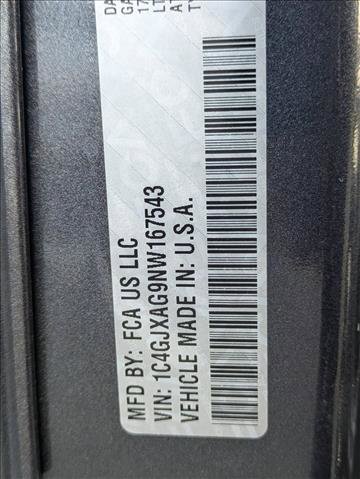 MFD BY: FCA US LLC
VIN: 1C4GJXAG9NW167543
VEHICLE MADE IN: U.S.A.